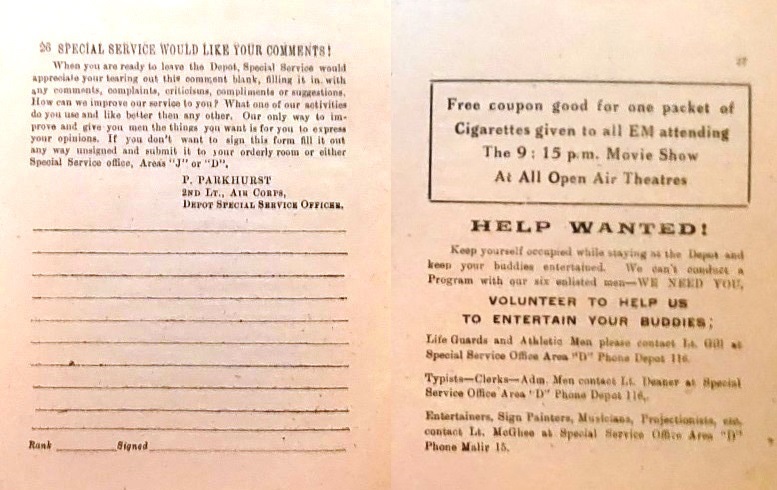 26 SPECIAL SERVICE WOULD LIKE YOUR COMMENTS!
When you are ready to leave the Depot, Special Service would
appreciate your tearing out this comment blank, filling it in with
any comments, complaints, criticisms, compliments or suggestions.
How can we improve our service to you? What one of our activities
do you use and like better then any other. Our only way to im-
prove and give you men the things you want is for you to express
your opinions. If you don't want to sign this form fill it out
any way unsigned and submit it to your orderly room or either
Special Service office, Areas "J" or "D".
P. PARKHURST
2ND LT., AIR CORPS,
DEPOT SPECIAL SERVICE OFFICER.
Rank Signed
27
Free coupon good for one packet of
Cigarettes given to all EM attending
The 9 : 15 p.m. Movie Show
At All Open Air Theatres
HELP WANTED!
Keep yourself occupied while staying at the Depot and
keep your buddies entertained. We can't conduct a
Program with our six enlisted men—WE NEED YOU,
VOLUNTEER TO HELP US
TO ENTERTAIN YOUR BUDDIES;
Life Guards and Athletic Men please contact Lt. Gill at
Special Service Office Area "D" Phone Depot 116.
Typists—Clerks—Adm. Men contact Lt. Deaner at Special
Service Office Area "D" Phone Depot 116,
Entertainers, Sign Painters, Musicians, Projectionists, etc.
contact Lt. McGhee at Special Service Office Area "D"
Phone Malir 15.